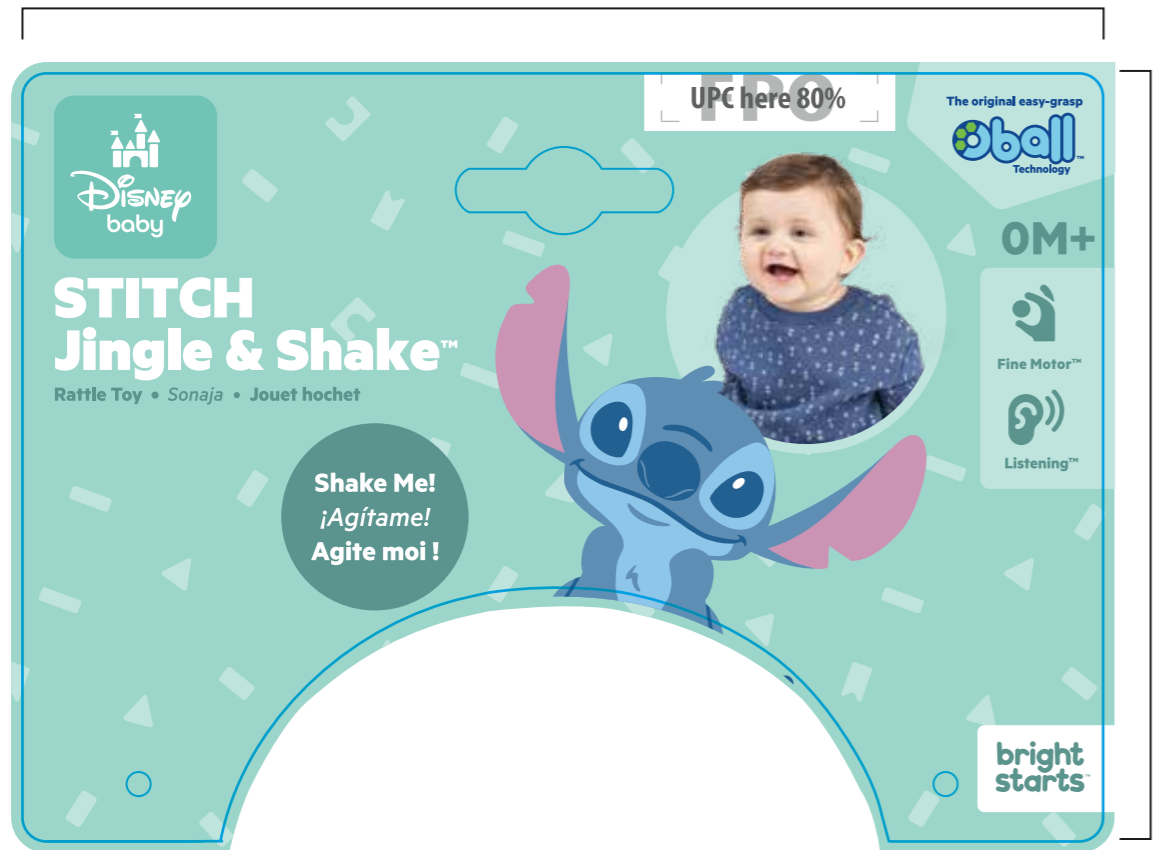 FPO
UPC here 80%
The original easy-grasp
Oball™
Technology
Disney
baby
0M+
STITCH
Jingle & Shake™
Rattle Toy • Sonaja • Jouet hochet
Fine Motor™
Listening™
Shake Me!
¡Agítame!
Agite moi !
bright
starts™